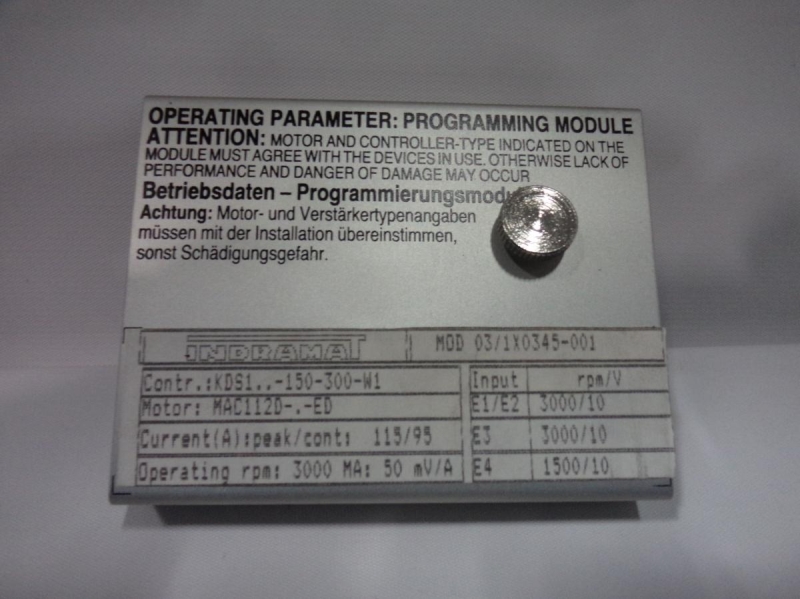 OPERATING PARAMETER: PROGRAMMING MODULE
ATTENTION: MOTOR AND CONTROLLER-TYPE INDICATED ON THE
MODULE MUST AGREE WITH THE DEVICES IN USE. OTHERWISE LACK OF
PERFORMANCE AND DANGER OF DAMAGE MAY OCCUR
Betriebsdaten – Programmierungsmodu
Achtung: Motor- und Verstärkertypenangaben
müssen mit der Installation übereinstimmen,
sonst Schädigungsgefahr.
INDRAMAT MOD 03/1X0345-001
Contr.:KDS1..-150-300-W1 Input rpm/V
Motor: MAC112D-.-ED E1/E2 3000/10
Current(A):peak/cont: 115/95 E3 3000/10
Operating rpm: 3000 MA: 50 mV/A E4 1500/10